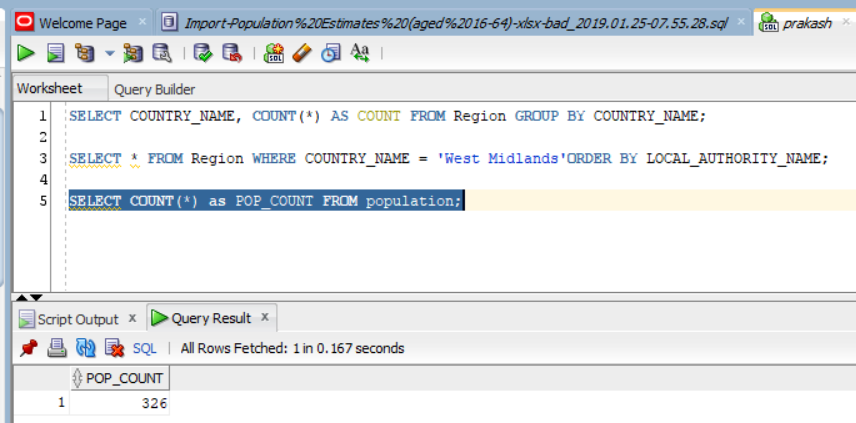 Welcome Page × Import-Population%20Estimates%20(aged%2016-64)-xlsx-bad_2019.01.25-07.55.28.sql × prakash ×
Worksheet Query Builder
1 SELECT COUNTRY_NAME, COUNT(*) AS COUNT FROM Region GROUP BY COUNTRY_NAME;
2
3 SELECT * FROM Region WHERE COUNTRY_NAME = 'West Midlands'ORDER BY LOCAL_AUTHORITY_NAME;
4
5 SELECT COUNT(*) as POP_COUNT FROM population;
Script Output x Query Result x
SQL | All Rows Fetched: 1 in 0.167 seconds
POP_COUNT
1 326